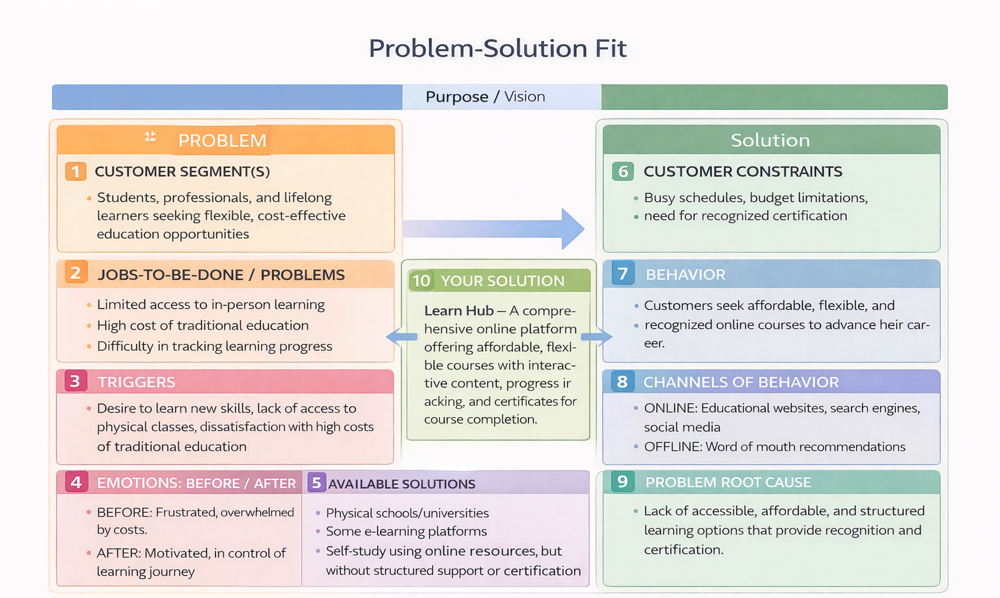 Problem-Solution Fit
Purpose / Vision
PROBLEM
1 CUSTOMER SEGMENT(S)
• Students, professionals, and lifelong
learners seeking flexible, cost-effective
education opportunities
2 JOBS-TO-BE-DONE / PROBLEMS
• Limited access to in-person learning
• High cost of traditional education
• Difficulty in tracking learning progress
3 TRIGGERS
• Desire to learn new skills, lack of access to
physical classes, dissatisfaction with high costs
of traditional education
4 EMOTIONS: BEFORE / AFTER
• BEFORE: Frustrated, overwhelmed
by costs.
• AFTER: Motivated, in control of
learning journey
5 AVAILABLE SOLUTIONS
• Physical schools/universities
• Some e-learning platforms
• Self-study using online resources, but
without structured support or certification
10 YOUR SOLUTION
Learn Hub – A compre-
hensive online platform
offering affordable, flexi-
ble courses with interac-
tive content, progress ir
acking, and certificates for
course completion.
Solution
6 CUSTOMER CONSTRAINTS
• Busy schedules, budget limitations,
• need for recognized certification
7 BEHAVIOR
• Customers seek affordable, flexible, and
• recognized online courses to advance heir car-
eer.
8 CHANNELS OF BEHAVIOR
• ONLINE: Educational websites, search engines,
social media
• OFFLINE: Word of mouth recommendations
9 PROBLEM ROOT CAUSE
• Lack of accessible, affordable, and structured
learning options that provide recognition and
certification.